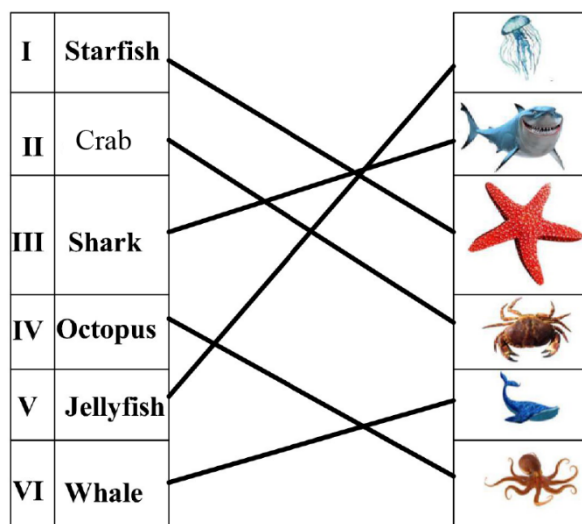 I Starfish
II Crab
III Shark
IV Octopus
V Jellyfish
VI Whale